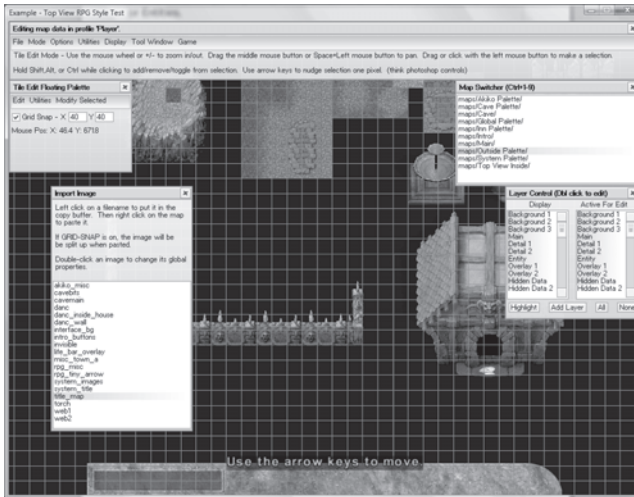 Example - Top View RPG Style Test
Editing map data in profile 'Player'.
File Mode Options Utilities Display Tool Window Game
Tile Edit Mode - Use the mouse wheel or +/- to zoom in/out. Drag the middle mouse button or Space+Left mouse button to pan. Drag or click with the left mouse button to make a selection.
Hold Shift,Alt, or Ctrl while clicking to add/remove/toggle from selection. Use arrow keys to nudge selection one pixel. (think photoshop controls)
Tile Edit Floating Palette
Edit Utilities Modify Selected
Grid Snap - X 40 Y 40
Mouse Pos: X: 46.4 Y: 671.8
Map Switcher (Ctrl+1-9)
maps/Akiko Palette/
maps/Cave Palette/
maps/Cave/
maps/Global Palette/
maps/Inn Palette/
maps/Intro/
maps/Main/
maps/Outside Palette/
maps/System Palette/
maps/Top View Inside/
Import Image
Left click on a filename to put it in the
copy buffer. Then right click on the map
to paste it.
If GRID-SNAP is on, the image will be
be split up when pasted.
Double-click an image to change its global
properties.
akiko_misc
cavebits
cavemain
danc
danc_inside_house
danc_wall
interface_bg
intro_buttons
invisible
life_bar_overlay
misc_town_a
rpg_misc
rpg_tiny_arrow
system_images
system_title
title_map
torch
web1
web2
Layer Control (Dbl click to edit)
Display Active For Edit
Background 1 Background 1
Background 2 Background 2
Background 3 Background 3
Main Main
Detail 1 Detail 1
Detail 2 Detail 2
Entity Entity
Overlay 1 Overlay 1
Overlay 2 Overlay 2
Hidden Data Hidden Data
Hidden Data 2 Hidden Data 2
Highlight Add Layer All None
Use the arrow keys to move